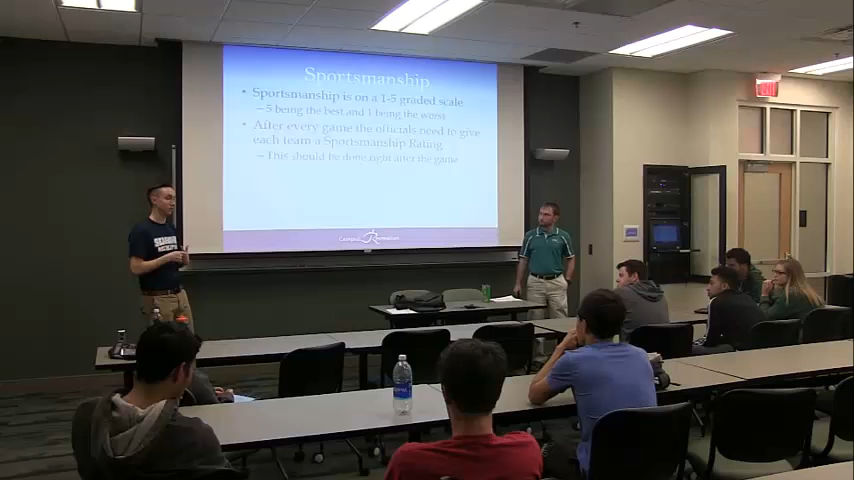 Sportsmanship
• Sportsmanship is on a 1-5 graded scale
– 5 being the best and 1 being the worst
• After every game the officials need to give
each team a Sportsmanship Rating
– This should be done right after the game
Campus Recreation